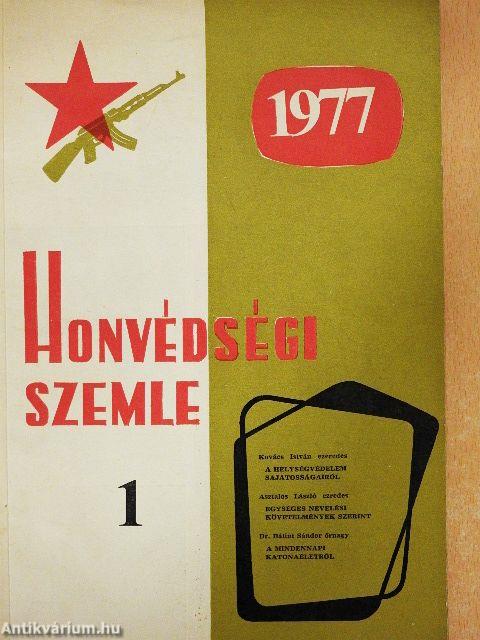 1977
HONVÉDSÉGI
SZEMLE
1
Kovács István ezredes
A HELYSÉGVÉDELEM
SAJÁTOSSÁGAIRÓL
Asztalos László ezredes
EGYSÉGES NEVELÉSI
KÖVETELMÉNYEK SZERINT
Dr. Bálint Sándor őrnagy
A MINDENNAPI
KATONAÉLETRŐL
Antikvárium.hu